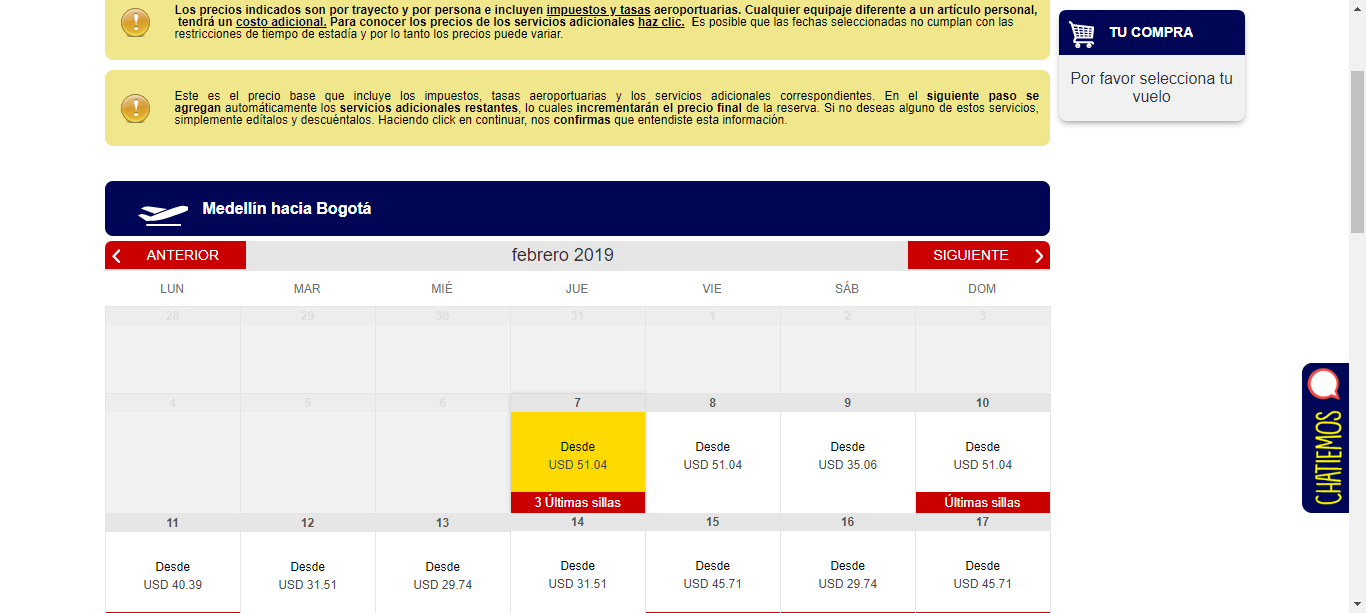 Los precios indicados son por trayecto y por persona e incluyen impuestos y tasas aeroportuarias. Cualquier equipaje diferente a un artículo personal,
tendrá un costo adicional. Para conocer los precios de los servicios adicionales haz clic. Es posible que las fechas seleccionadas no cumplan con las
restricciones de tiempo de estadía y por lo tanto los precios puede variar.
TU COMPRA
Por favor selecciona tu
vuelo
Este es el precio base que incluye los impuestos, tasas aeroportuarias y los servicios adicionales correspondientes. En el siguiente paso se
agregan automáticamente los servicios adicionales restantes, lo cuales incrementarán el precio final de la reserva. Si no deseas alguno de estos servicios,
simplemente edítalos y descuéntalos. Haciendo click en continuar, nos confirmas que entendiste esta información.
Medellín hacia Bogotá
ANTERIOR febrero 2019 SIGUIENTE
LUN MAR MIÉ JUE VIE SÁB DOM
28 29 30 31 1 2 3
4 5 6 7 8 9 10
Desde Desde Desde Desde
USD 51.04 USD 51.04 USD 35.06 USD 51.04
3 Últimas sillas Últimas sillas
11 12 13 14 15 16 17
Desde Desde Desde Desde Desde Desde Desde
USD 40.39 USD 31.51 USD 29.74 USD 31.51 USD 45.71 USD 29.74 USD 45.71
CHATIEMOS